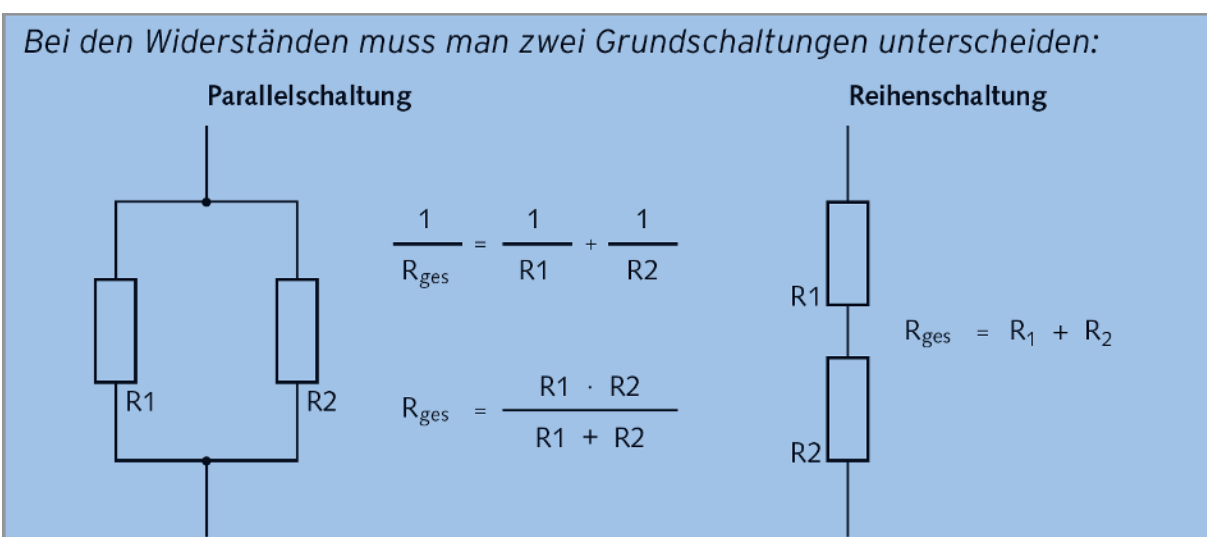 Bei den Widerständen muss man zwei Grundschaltungen unterscheiden:
Parallelschaltung
R1
R2
1 / Rges = 1 / R1 + 1 / R2
Rges = R1 · R2 / R1 + R2
Reihenschaltung
R1
R2
Rges = R1 + R2